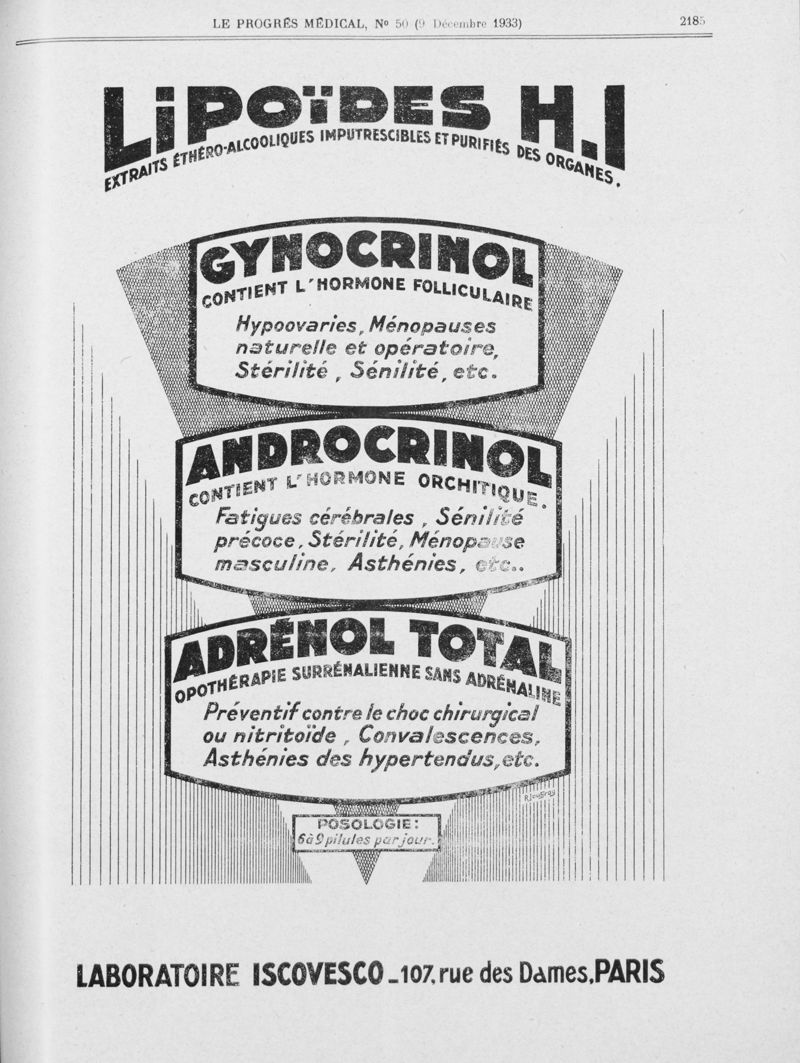 LE PROGRÈS MÉDICAL, No 50 (9 Décembre 1933)
2185
LIPOÏDES H.I
EXTRAITS ÉTHÉRO-ALCOOLIQUES IMPUTRESCIBLES ET PURIFIÉS DES ORGANES.
GYNOCRINOL
CONTIENT L'HORMONE FOLLICULAIRE
Hypoovaries, Ménopauses
naturelle et opératoire,
Stérilité, Sénilité, etc.
ANDROCRINOL
CONTIENT L'HORMONE ORCHITIQUE.
Fatigues cérébrales, Sénilité
précoce, Stérilité, Ménopause
masculine, Asthénies, etc..
ADRÉNOL TOTAL
OPOTHÉRAPIE SURRÉNALIENNE SANS ADRÉNALINE
Préventif contre le choc chirurgical
ou nitritoïde, Convalescences,
Asthénies des hypertendus, etc.
POSOLOGIE:
6 à 9 pilules par jour.
LABORATOIRE ISCOVESCO_107, rue des Dames, PARIS